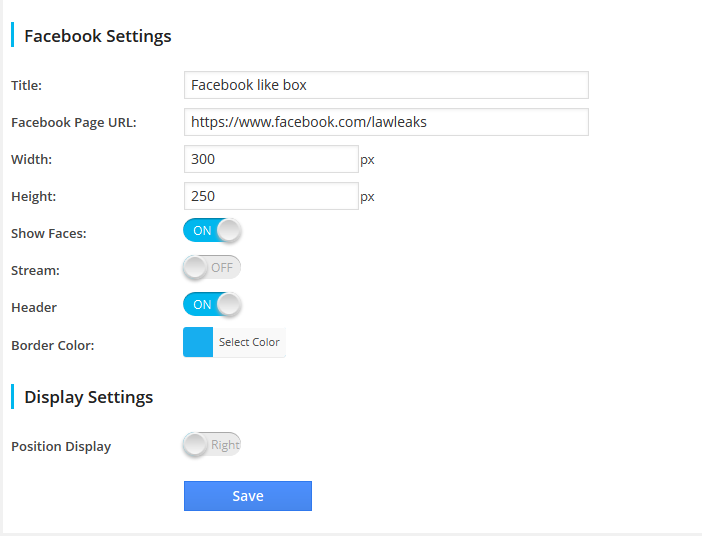 Facebook Settings
Title: Facebook like box
Facebook Page URL: https://www.facebook.com/lawleaks
Width: 300 px
Height: 250 px
Show Faces: ON
Stream: OFF
Header ON
Border Color: Select Color
Display Settings
Position Display Right
Save